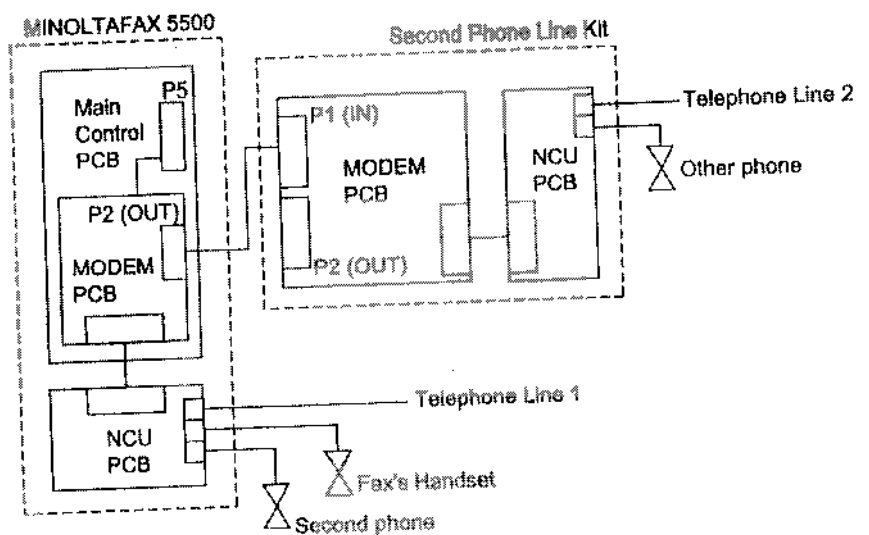 MINOLTAFAX 5500
Second Phone Line Kit
P5
Main
Control
PCB
P2 (OUT)
MODEM
PCB
NCU
PCB
P1 (IN)
MODEM
PCB
P2 (OUT)
NCU
PCB
Telephone Line 2
Other phone
Telephone Line 1
Fax's Handset
Second phone